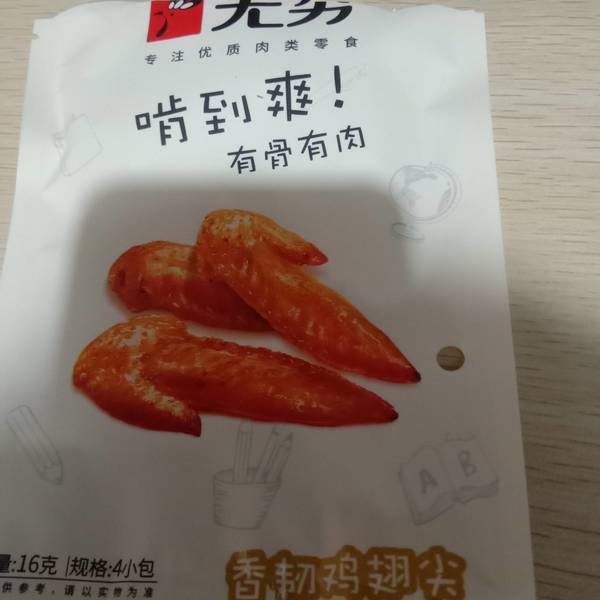 无穷
专注优质肉类零食
啃到爽!
有骨有肉
A B
量:16克 | 规格:4小包
供参考,请以实物为准
香韧鸡翅尖